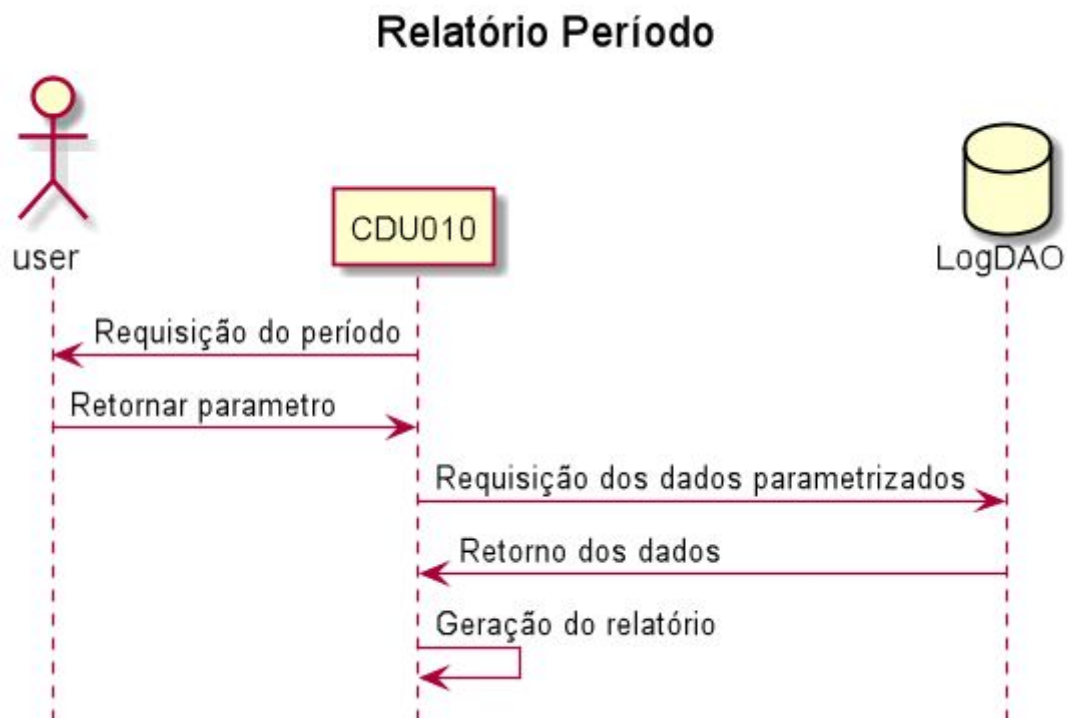 Relatório Período
user
CDU010
LogDAO
Requisição do período
Retornar parametro
Requisição dos dados parametrizados
Retorno dos dados
Geração do relatório